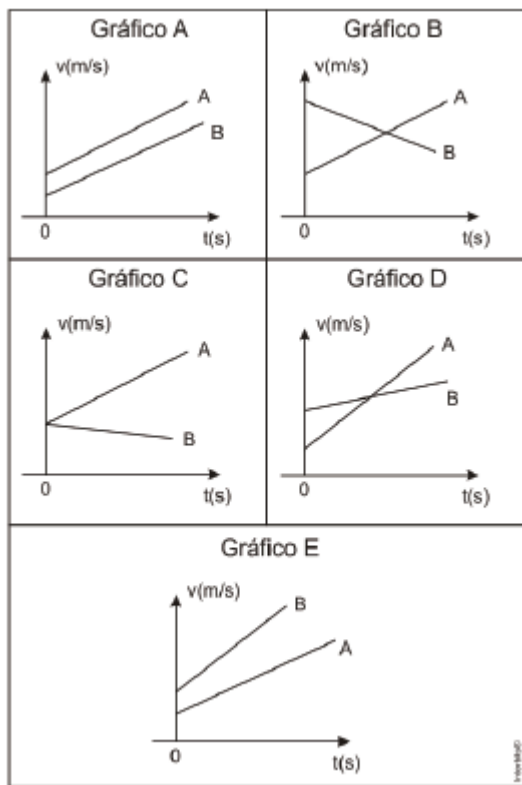 Gráfico A
v(m/s)
A
B
0
t(s)
Gráfico B
v(m/s)
A
B
0
t(s)
Gráfico C
v(m/s)
A
B
0
t(s)
Gráfico D
v(m/s)
A
B
0
t(s)
Gráfico E
v(m/s)
B
A
0
t(s)